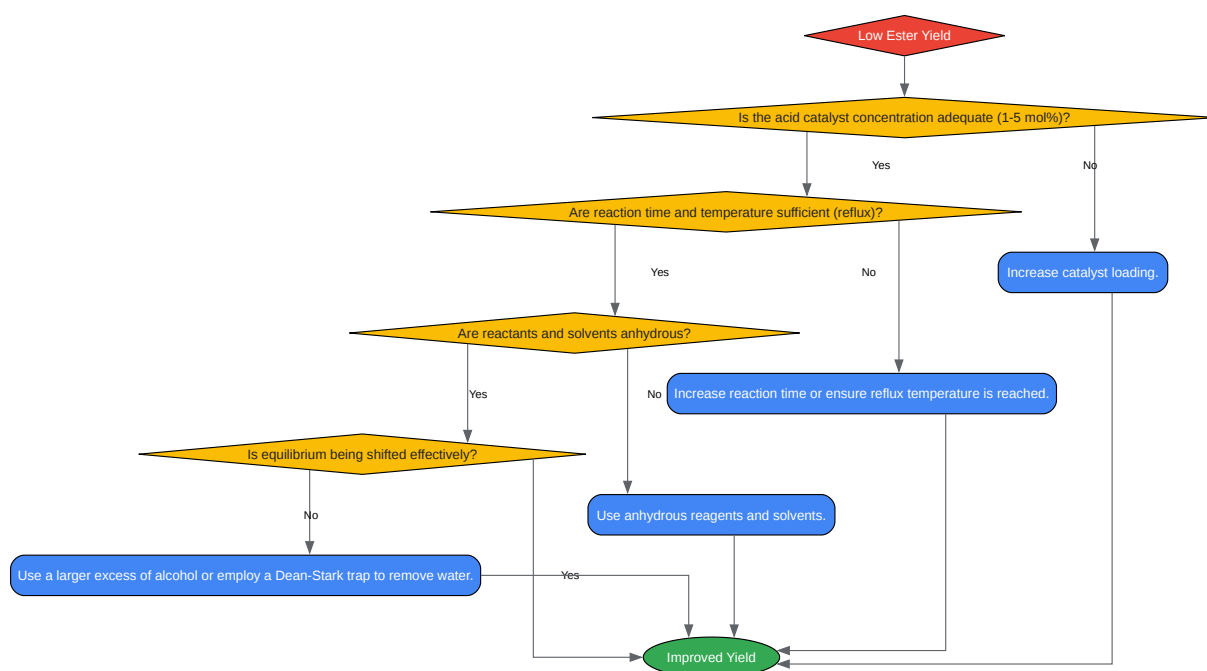 Low Ester Yield
Is the acid catalyst concentration adequate (1-5 mol%)?
Yes
No
Are reaction time and temperature sufficient (reflux)?
Yes
No
Increase catalyst loading.
Are reactants and solvents anhydrous?
Yes
No
Increase reaction time or ensure reflux temperature is reached.
Is equilibrium being shifted effectively?
No
Use anhydrous reagents and solvents.
Use a larger excess of alcohol or employ a Dean-Stark trap to remove water.
Yes
Improved Yield